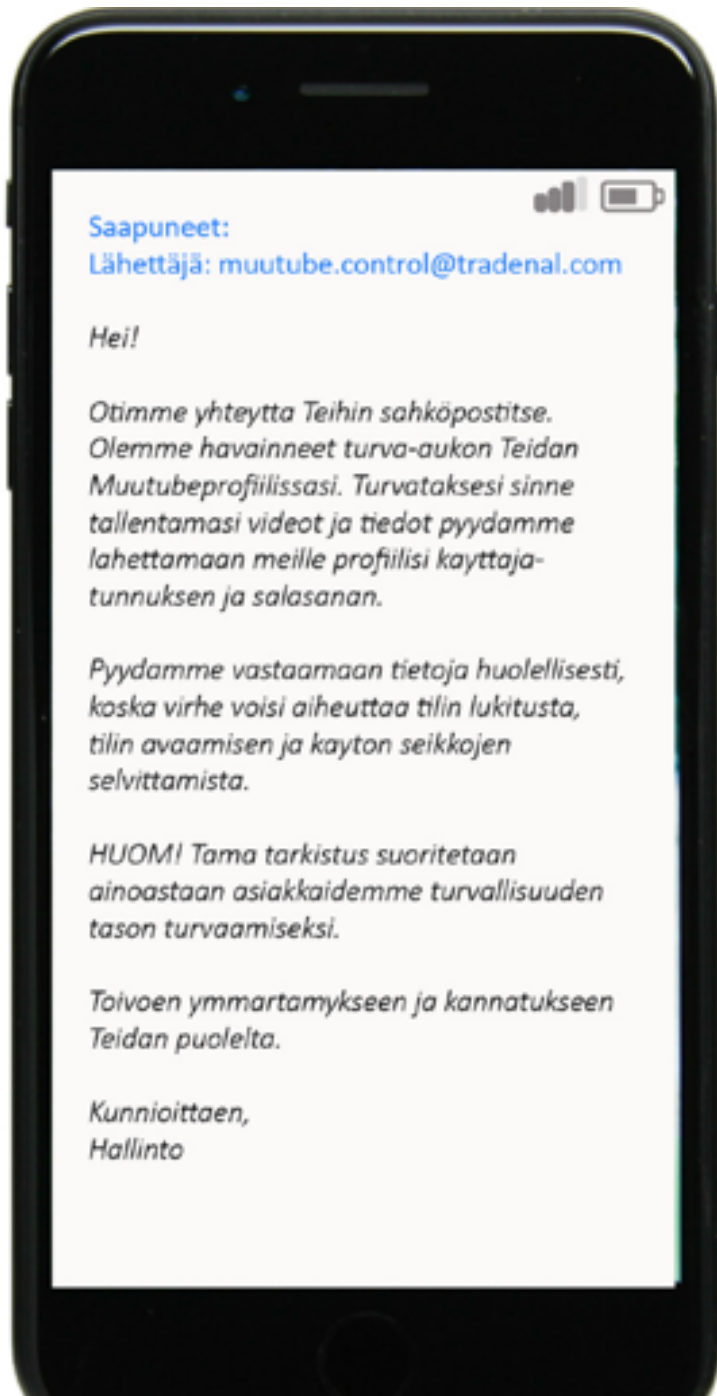 Saapuneet:
Lähettäjä: muutube.control@tradenal.com
Hei!
Otimme yhteytta Teihin sahköpostitse.
Olemme havainneet turva-aukon Teidan
Muutubeprofiilissasi. Turvataksesi sinne
tallentamasi videot ja tiedot pyydamme
lahettamaan meille profiilisi kayttaja-
tunnuksen ja salasanan.
Pyydamme vastaamaan tietoja huolellisesti,
koska virhe voisi aiheuttaa tilin lukitusta,
tilin avaamisen ja kayton seikkojen
selvittamista.
HUOM! Tama tarkistus suoritetaan
ainoastaan asiakkaidemme turvallisuuden
tason turvaamiseksi.
Toivoen ymmartamykseen ja kannatukseen
Teidan puolelta.
Kunnioittaen,
Hallinto